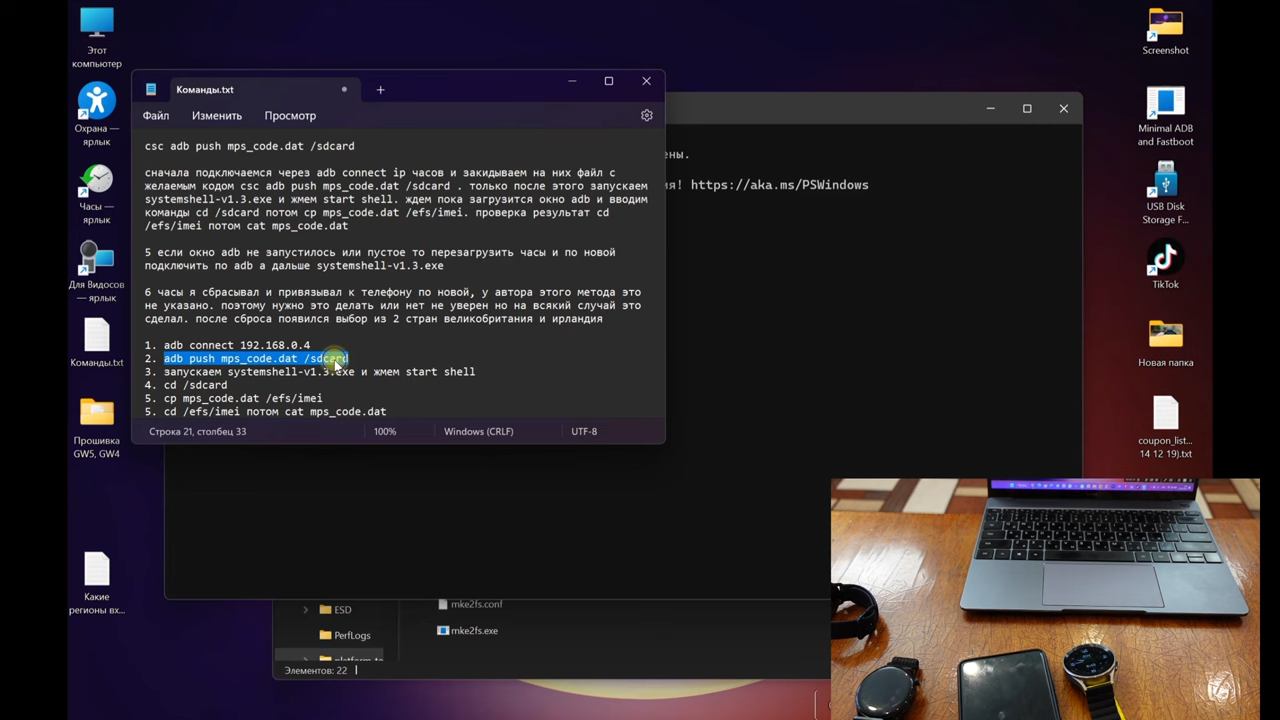 Этот
компьютер
Охрана —
ярлык
Часы —
ярлык
Для Видосов
— ярлык
Команды.txt
Прошивка
GW5, GW4
Какие
регионы вх...
Команды.txt
Файл
Изменить
Просмотр
csc adb push mps_code.dat /sdcard
сначала подключаемся через adb connect ip часов и закидываем на них файл с
желаемым кодом csc adb push mps_code.dat /sdcard . только после этого запускаем
systemshell-v1.3.exe и жмем start shell. ждем пока загрузится окно adb и вводим
команды cd /sdcard потом cp mps_code.dat /efs/imei. проверка результат cd
/efs/imei потом cat mps_code.dat
5 если окно adb не запустилось или пустое то перезагрузить часы и по новой
подключить по adb а дальше systemshell-v1.3.exe
6 часы я сбрасывал и привязывал к телефону по новой, у автора этого метода это
не указано. поэтому нужно это делать или нет не уверен но на всякий случай это
сделал. после сброса появился выбор из 2 стран великобритания и ирландия
1. adb connect 192.168.0.4
2. adb push mps_code.dat /sdcard
3. запускаем systemshell-v1.3.exe и жмем start shell
4. cd /sdcard
5. cp mps_code.dat /efs/imei
5. cd /efs/imei потом cat mps_code.dat
Строка 21, столбец 33
100%
Windows (CRLF)
UTF-8
ены.
ия! https://aka.ms/PSWindows
ESD
PerfLogs
mke2fs.conf
mke2fs.exe
Элементов: 22
Screenshot
Minimal ADB
and Fastboot
USB Disk
Storage F...
TikTok
Новая папка
coupon_list...
14 12 19).txt